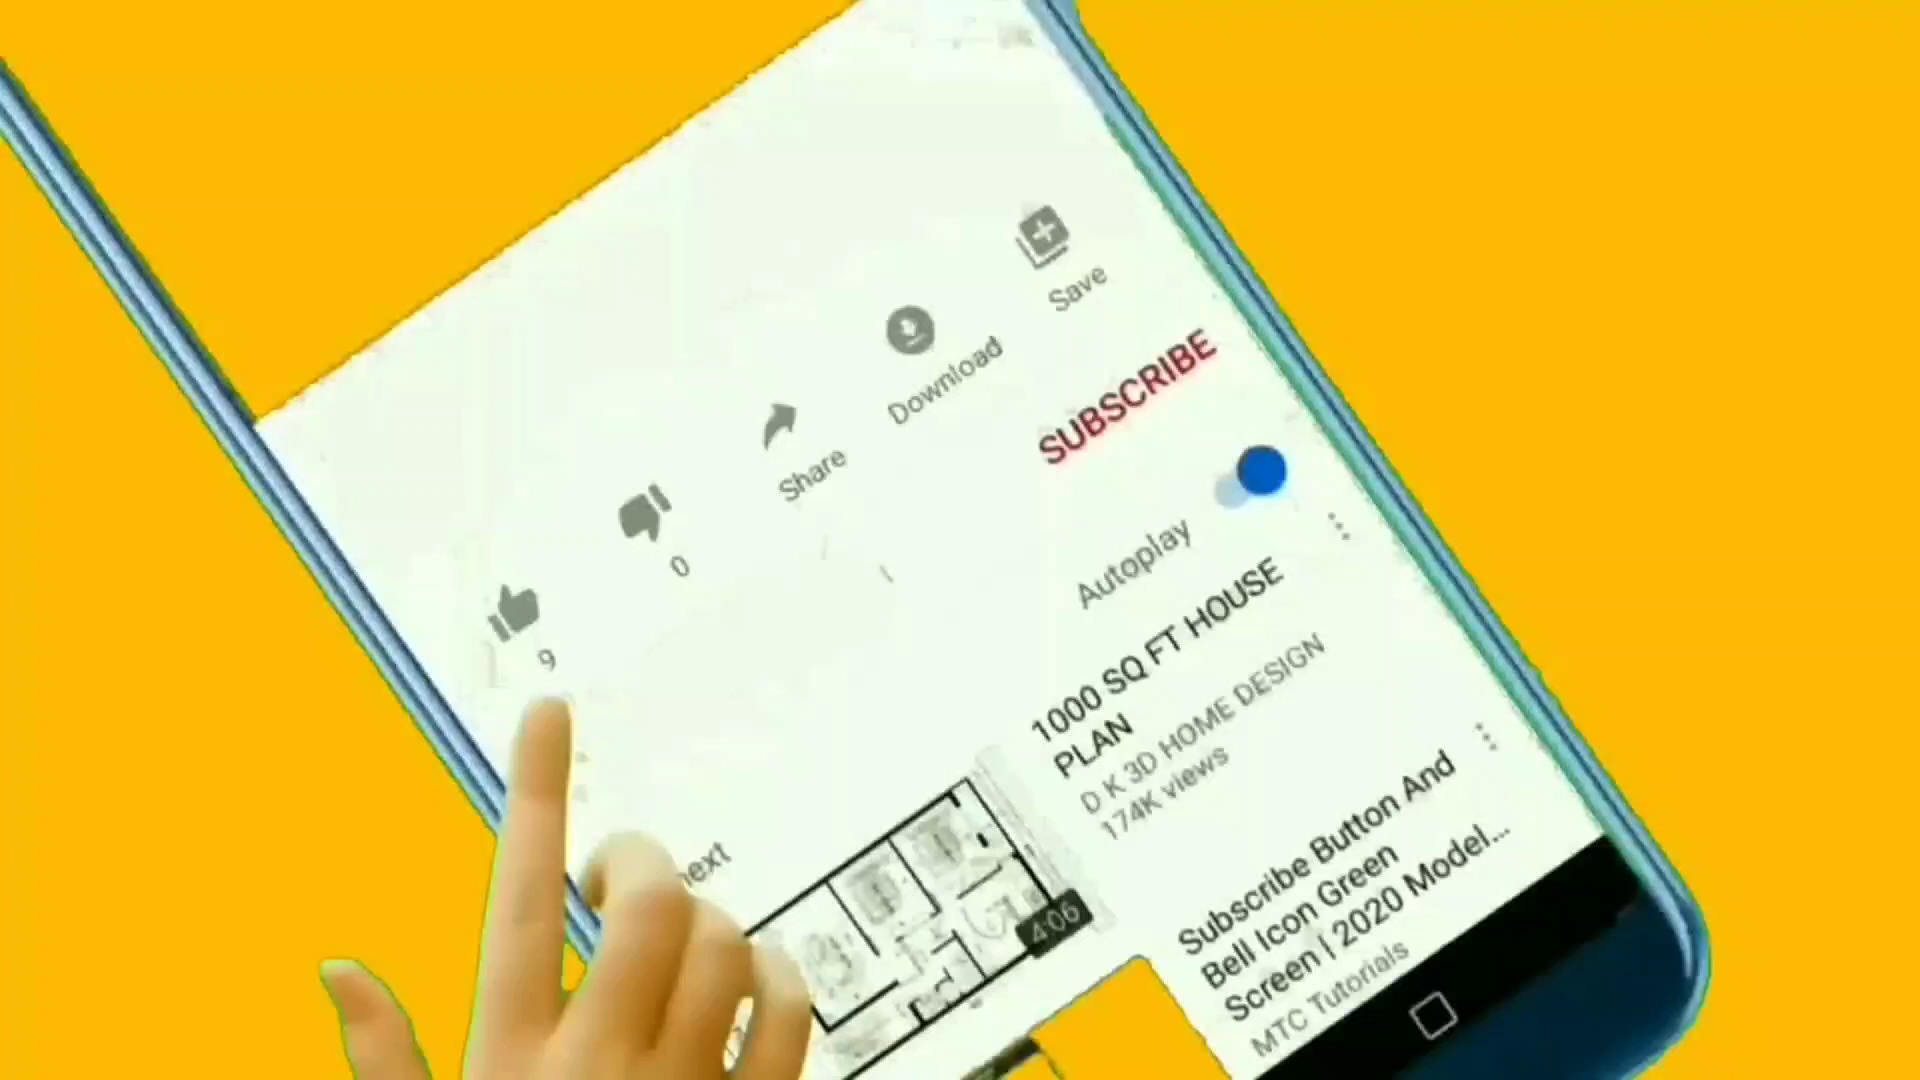 9
0
Share
Download
Save
SUBSCRIBE
Autoplay
1000 SQ FT HOUSE
PLAN
D K 3D HOME DESIGN
174K views
4:06
Subscribe Button And
Bell Icon Green
Screen | 2020 Model...
MTC Tutorials